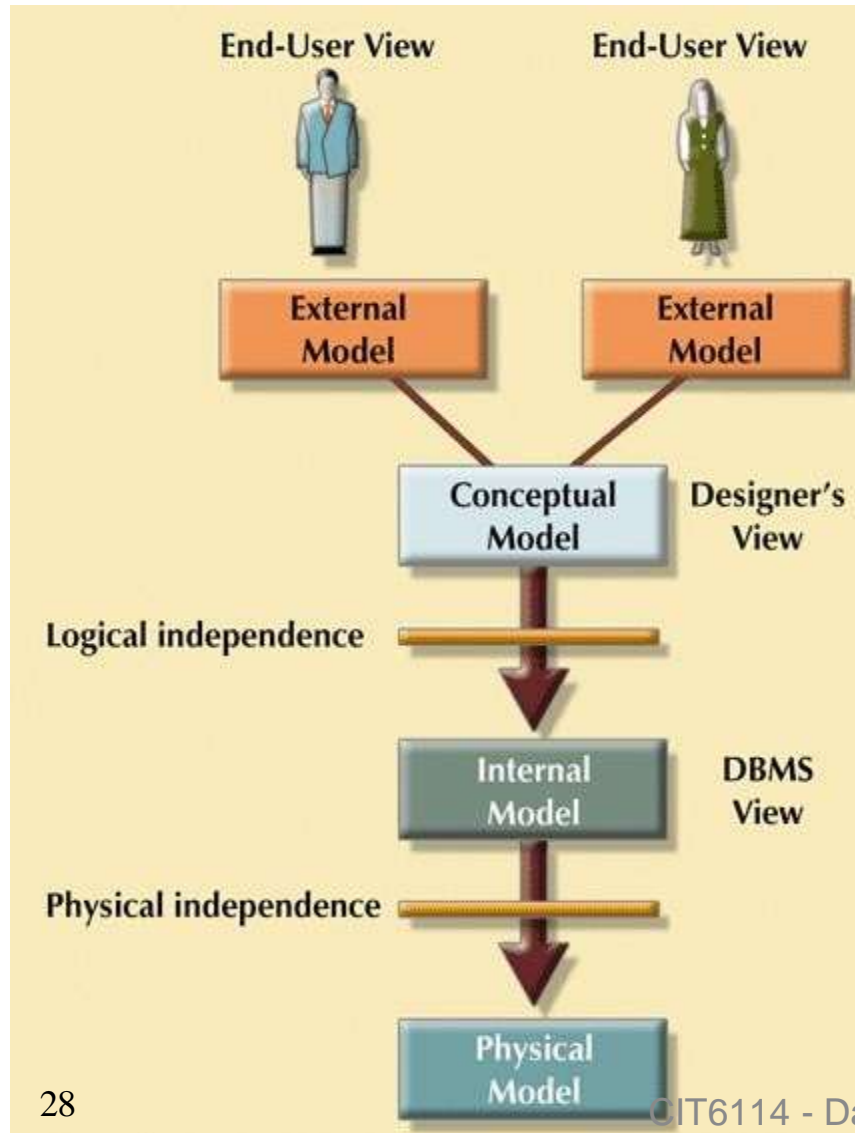 End-User View
End-User View
External
Model
External
Model
Conceptual
Model
Designer's
View
Logical independence
Internal
Model
DBMS
View
Physical independence
Physical
Model
28
CIT6114 - Da